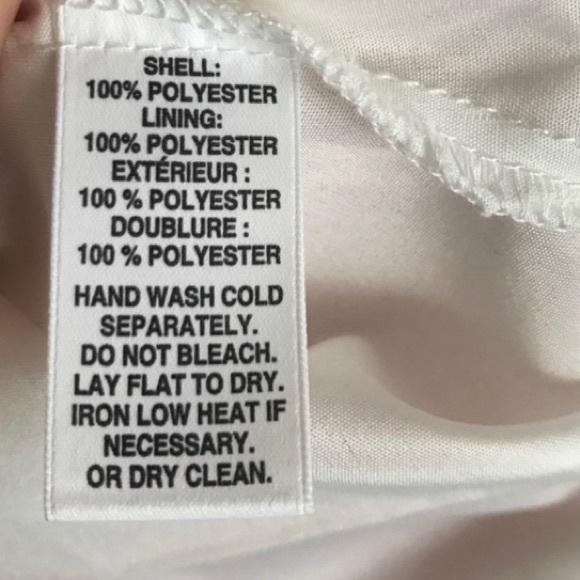 SHELL:
100% POLYESTER
LINING:
100% POLYESTER
EXTÉRIEUR :
100 % POLYESTER
DOUBLURE :
100 % POLYESTER
HAND WASH COLD
SEPARATELY.
DO NOT BLEACH.
LAY FLAT TO DRY.
IRON LOW HEAT IF
NECESSARY.
OR DRY CLEAN.